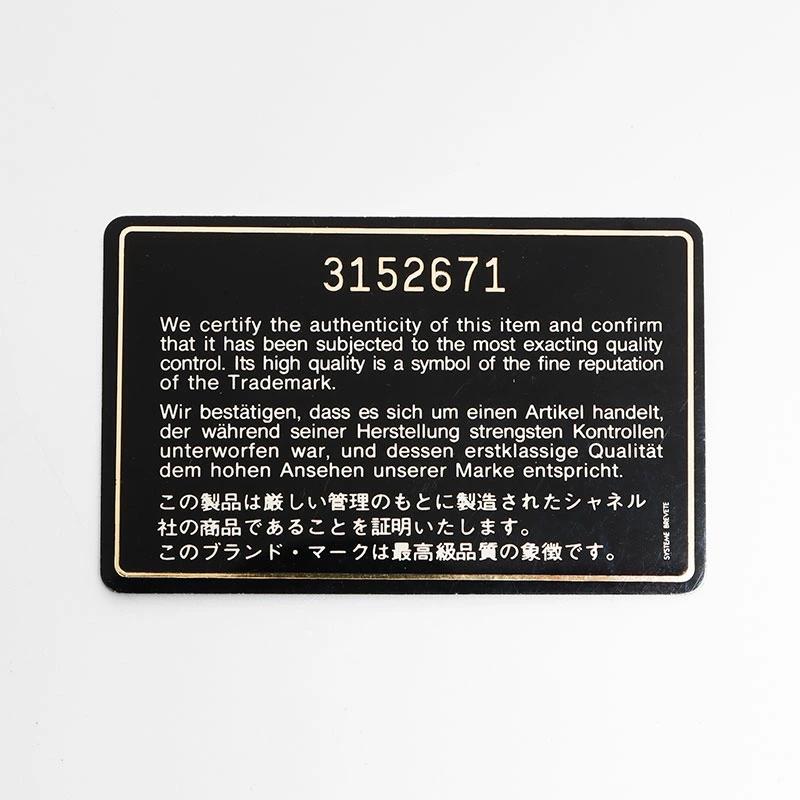 3152671
We certify the authenticity of this item and confirm
that it has been subjected to the most exacting quality
control. Its high quality is a symbol of the fine reputation
of the Trademark.
Wir bestätigen, dass es sich um einen Artikel handelt,
der während seiner Herstellung strengsten Kontrollen
unterworfen war, und dessen erstklassige Qualität
dem hohen Ansehen unserer Marke entspricht.
この製品は厳しい管理のもとに製造されたシャネル
社の商品であることを証明いたします。
このブランド・マークは最高級品質の象徴です。
SYSTEME BREVETE